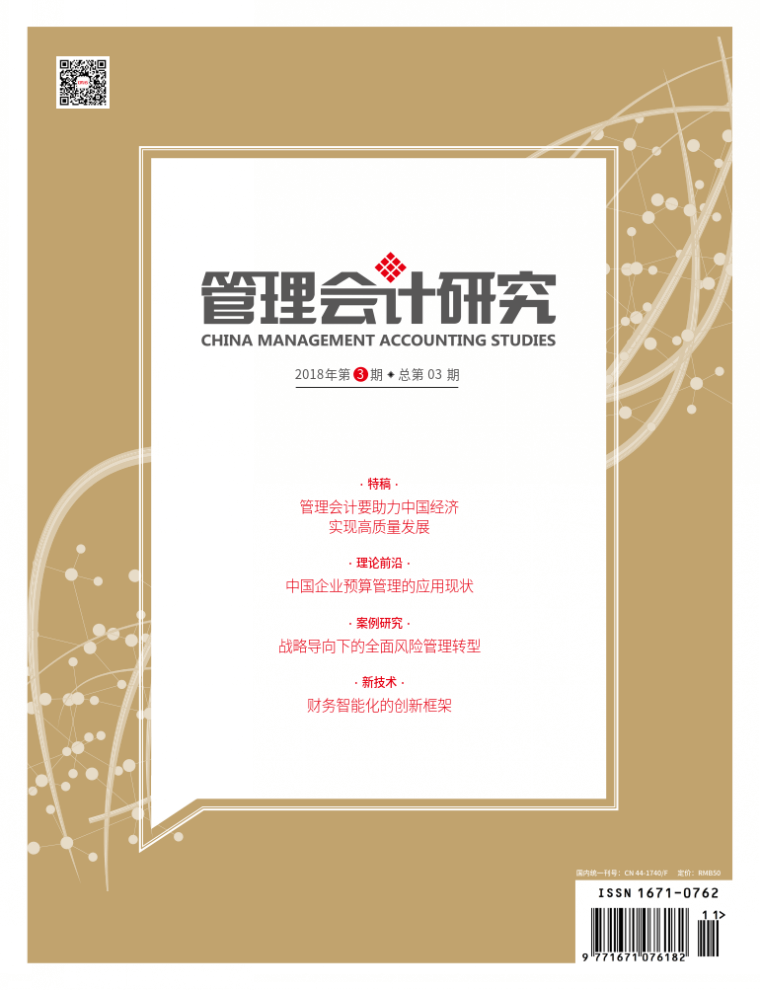 管理会计研究
CHINA MANAGEMENT ACCOUNTING STUDIES
2018年第3期 ✦ 总第 03 期
· 特稿 ·
管理会计要助力中国经济
实现高质量发展
· 理论前沿 ·
中国企业预算管理的应用现状
· 案例研究 ·
战略导向下的全面风险管理转型
· 新技术 ·
财务智能化的创新框架
国内统一刊号：CN 44-1740/F 定价：RMB50
ISSN 1671-0762
11>
9 771671 076182